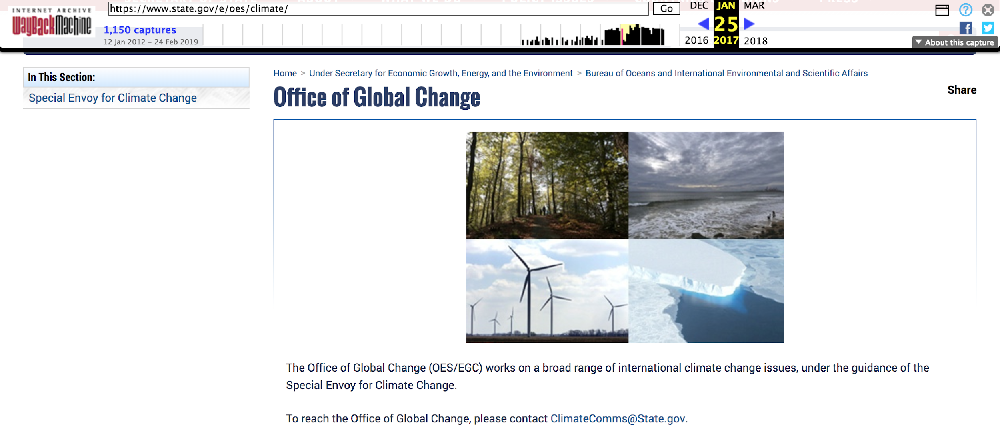 INTERNET ARCHIVE
WayBackMachine
https://www.state.gov/e/oes/climate/
Go
DEC JAN MAR
1,150 captures
25
12 Jan 2012 – 24 Feb 2019
2016 2017 2018
About this capture
In This Section:
Special Envoy for Climate Change
Home > Under Secretary for Economic Growth, Energy, and the Environment > Bureau of Oceans and International Environmental and Scientific Affairs
Office of Global Change
Share
The Office of Global Change (OES/EGC) works on a broad range of international climate change issues, under the guidance of the
Special Envoy for Climate Change.
To reach the Office of Global Change, please contact ClimateComms@State.gov.